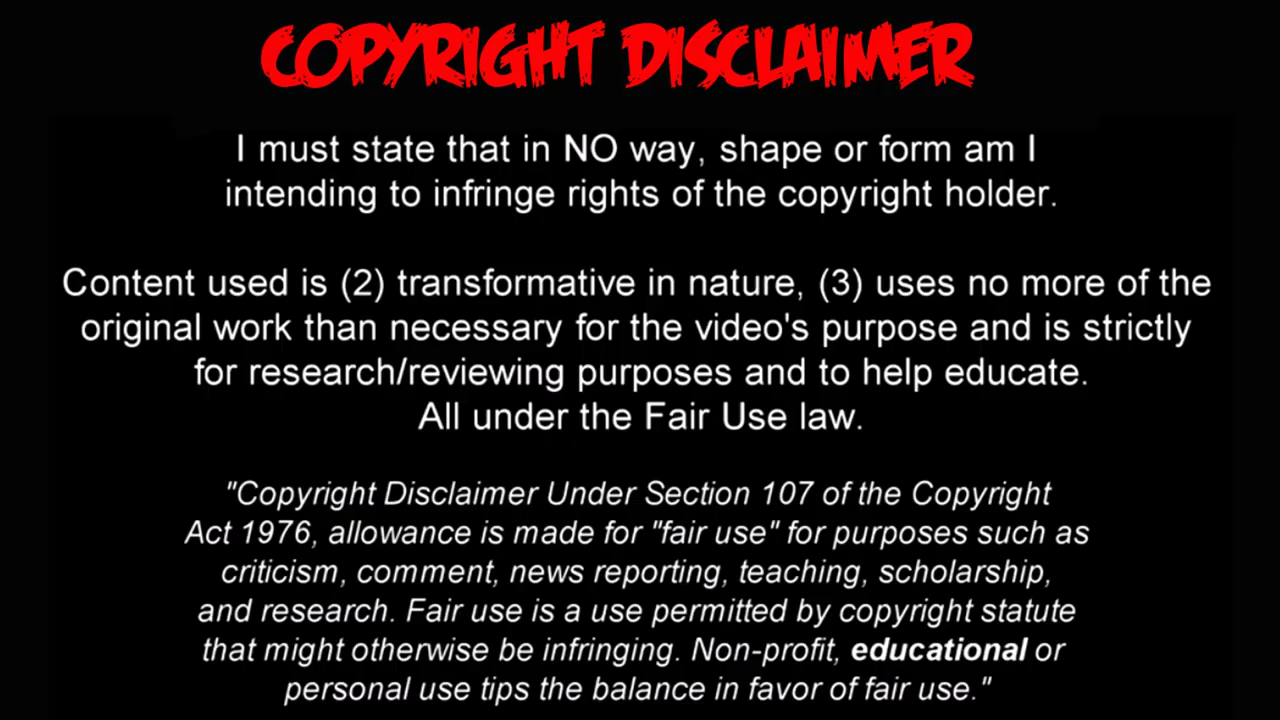 COPYRIGHT DISCLAIMER
I must state that in NO way, shape or form am I
intending to infringe rights of the copyright holder.
Content used is (2) transformative in nature, (3) uses no more of the
original work than necessary for the video's purpose and is strictly
for research/reviewing purposes and to help educate.
All under the Fair Use law.
"Copyright Disclaimer Under Section 107 of the Copyright
Act 1976, allowance is made for "fair use" for purposes such as
criticism, comment, news reporting, teaching, scholarship,
and research. Fair use is a use permitted by copyright statute
that might otherwise be infringing. Non-profit, educational or
personal use tips the balance in favor of fair use."